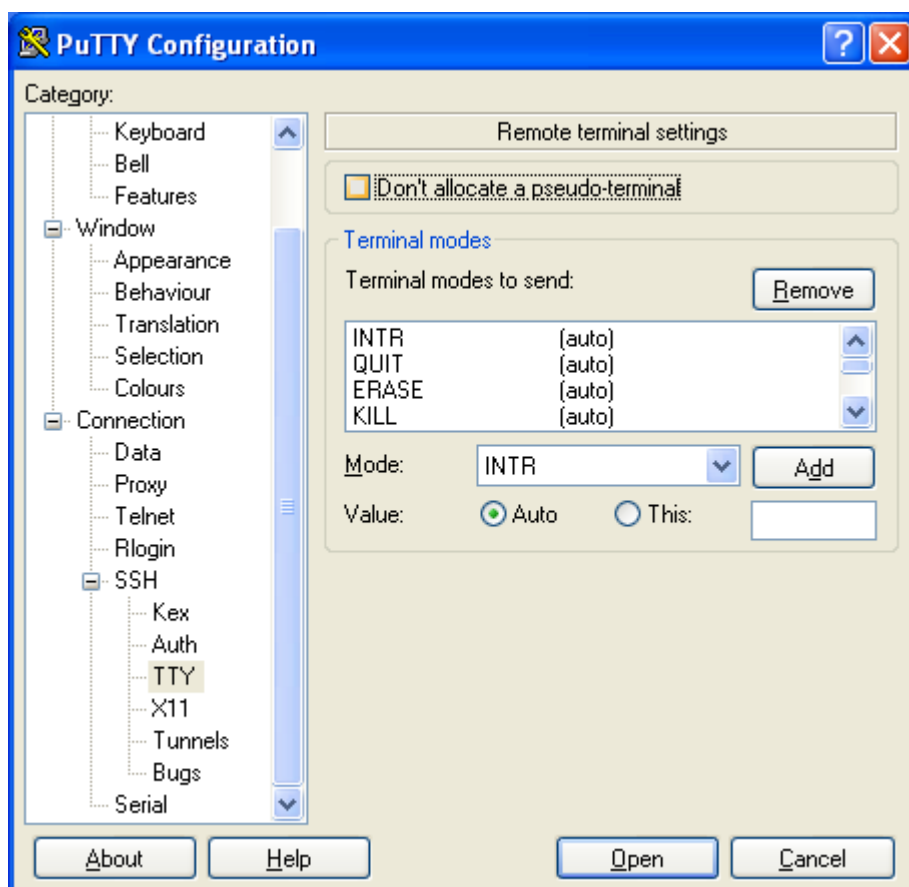 PuTTY Configuration
Category:
Keyboard
Bell
Features
Window
Appearance
Behaviour
Translation
Selection
Colours
Connection
Data
Proxy
Telnet
Rlogin
SSH
Kex
Auth
TTY
X11
Tunnels
Bugs
Serial
Remote terminal settings
Don't allocate a pseudo-terminal
Terminal modes
Terminal modes to send:
Remove
INTR (auto)
QUIT (auto)
ERASE (auto)
KILL (auto)
Mode: INTR Add
Value: Auto This:
About Help Open Cancel